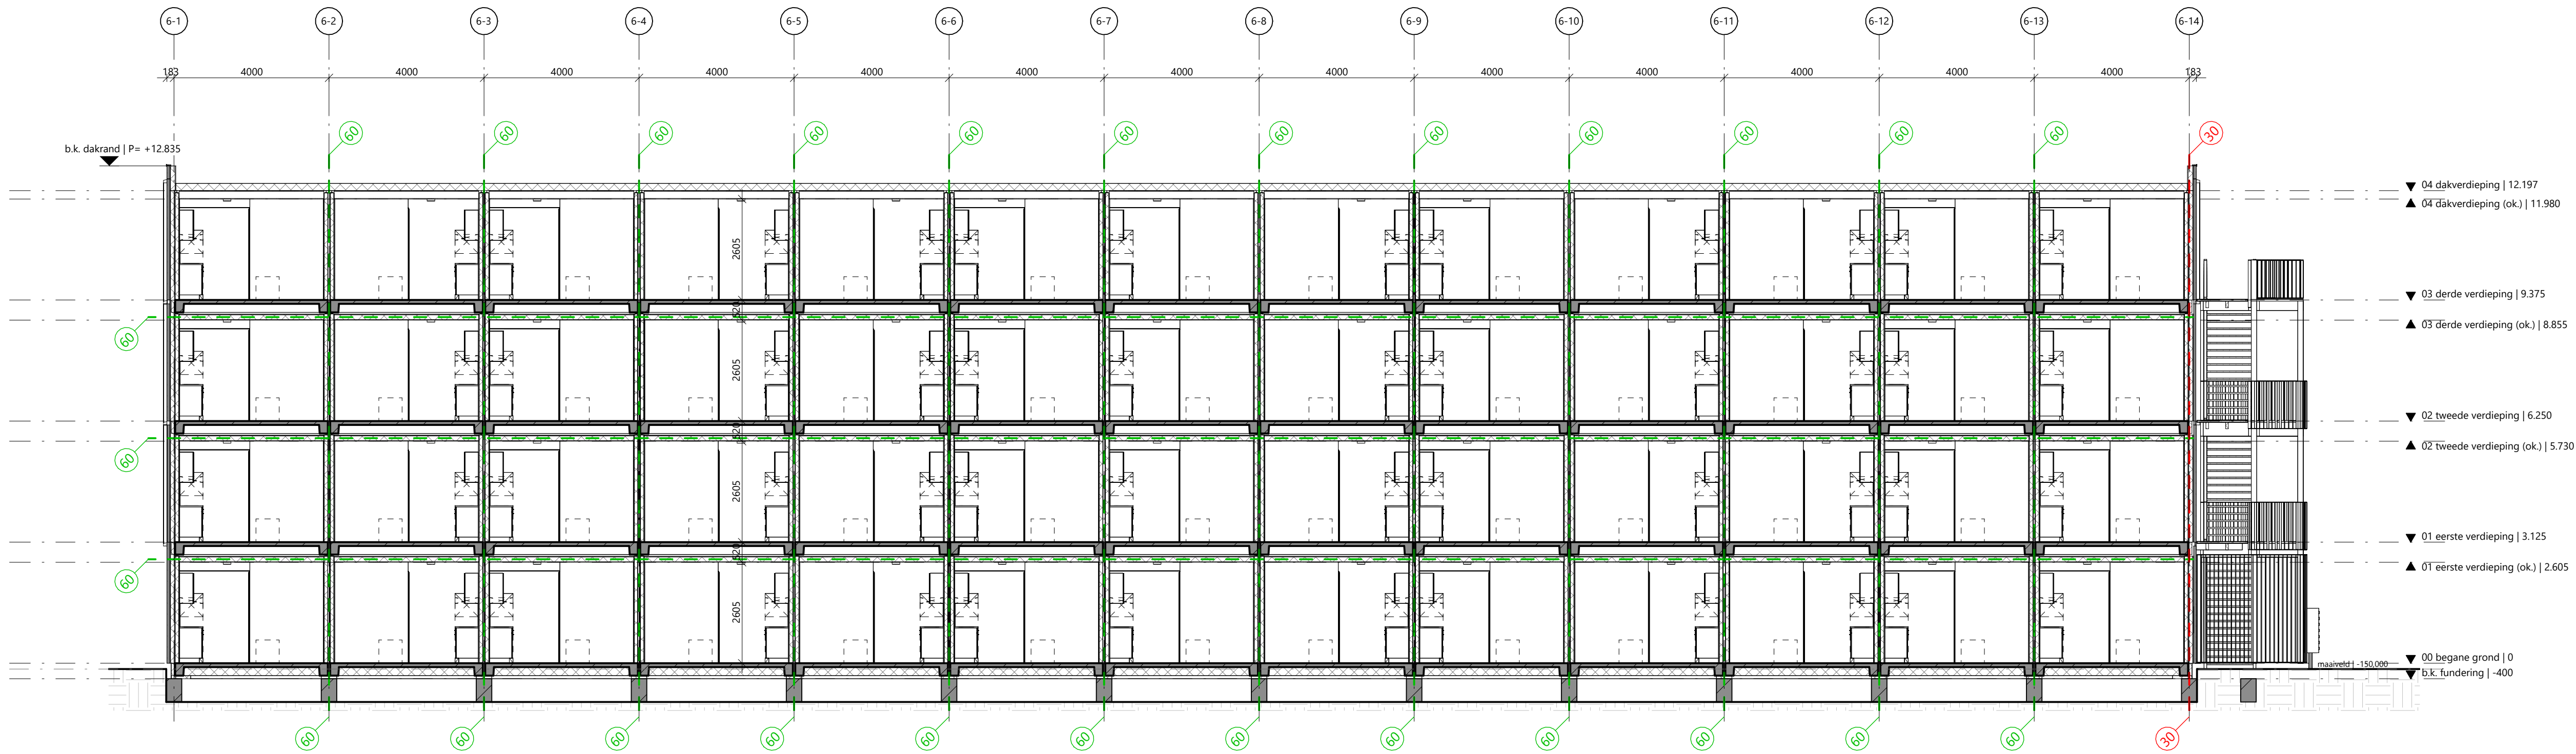 6-1 6-2 6-3 6-4 6-5 6-6 6-7 6-8 6-9 6-10 6-11 6-12 6-13 6-14
183 4000 4000 4000 4000 4000 4000 4000 4000 4000 4000 4000 4000 4000 183
60 60 60 60 60 60 60 60 60 60 60 60 30
b.k. dakrand | P= +12.835
04 dakverdieping | 12.197
04 dakverdieping (ok.) | 11.980
2605
03 derde verdieping | 9.375
520
03 derde verdieping (ok.) | 8.855
60
2605
02 tweede verdieping | 6.250
520
02 tweede verdieping (ok.) | 5.730
60
2605
01 eerste verdieping | 3.125
520
01 eerste verdieping (ok.) | 2.605
60
2605
00 begane grond | 0
maaiveld | -150,000
b.k. fundering | -400
60 60 60 60 60 60 60 60 60 60 60 60 30